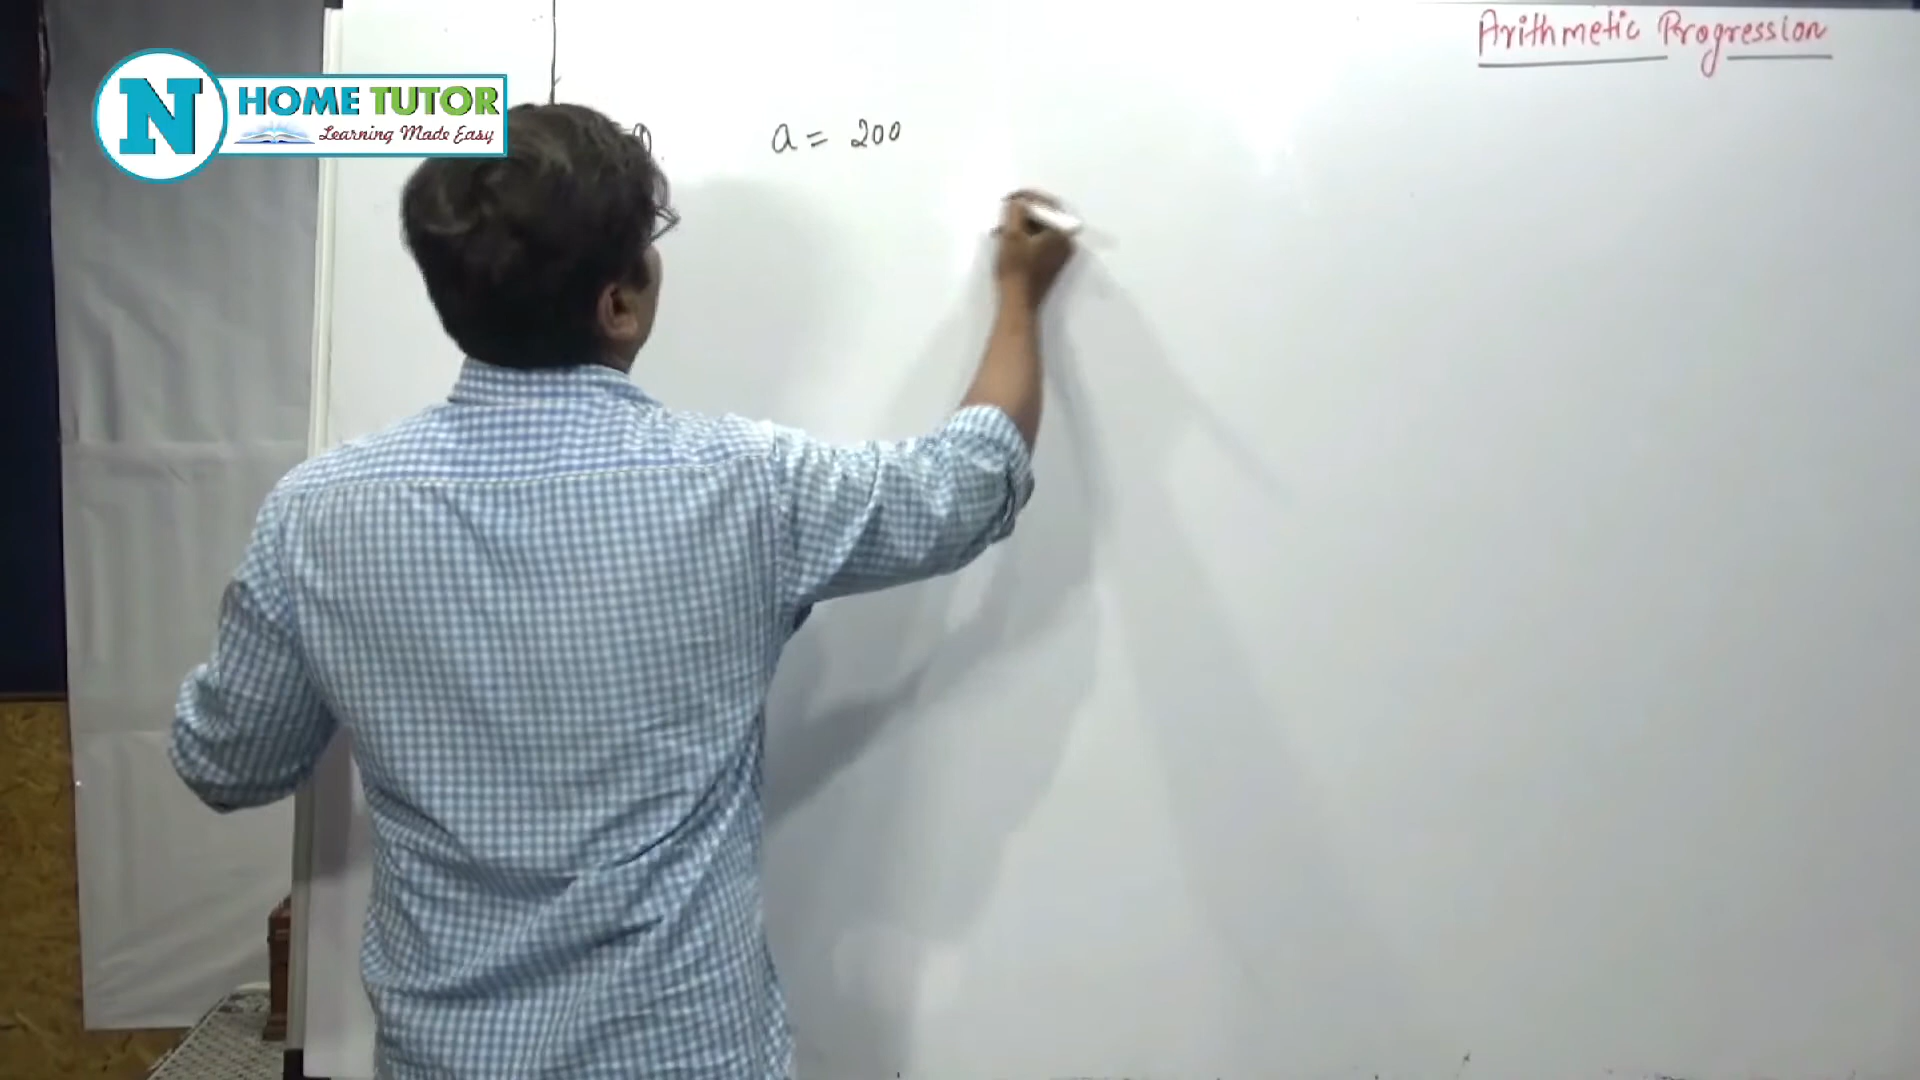 Arithmetic Progression
N HOME TUTOR
Learning Made Easy
a = 200